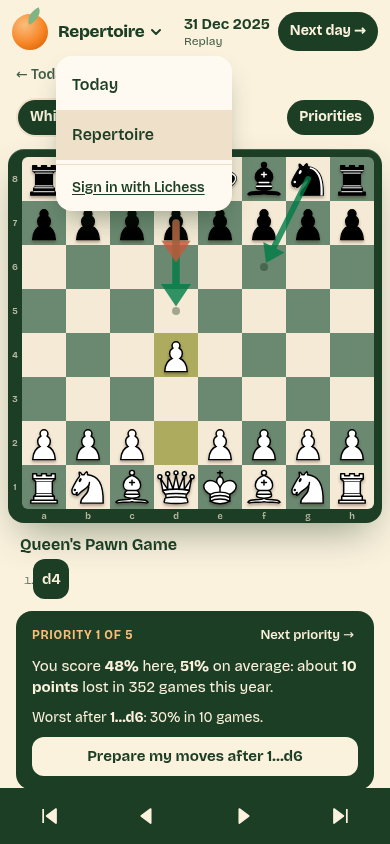 Repertoire
31 Dec 2025
Replay
Next day →
Today
Repertoire
Sign in with Lichess
Priorities
8
7
6
5
4
3
2
1
a b c d e f g h
Queen's Pawn Game
d4
PRIORITY 1 OF 5
Next priority →
You score 48% here, 51% on average: about 10
points lost in 352 games this year.
Worst after 1...d6: 30% in 10 games.
Prepare my moves after 1...d6